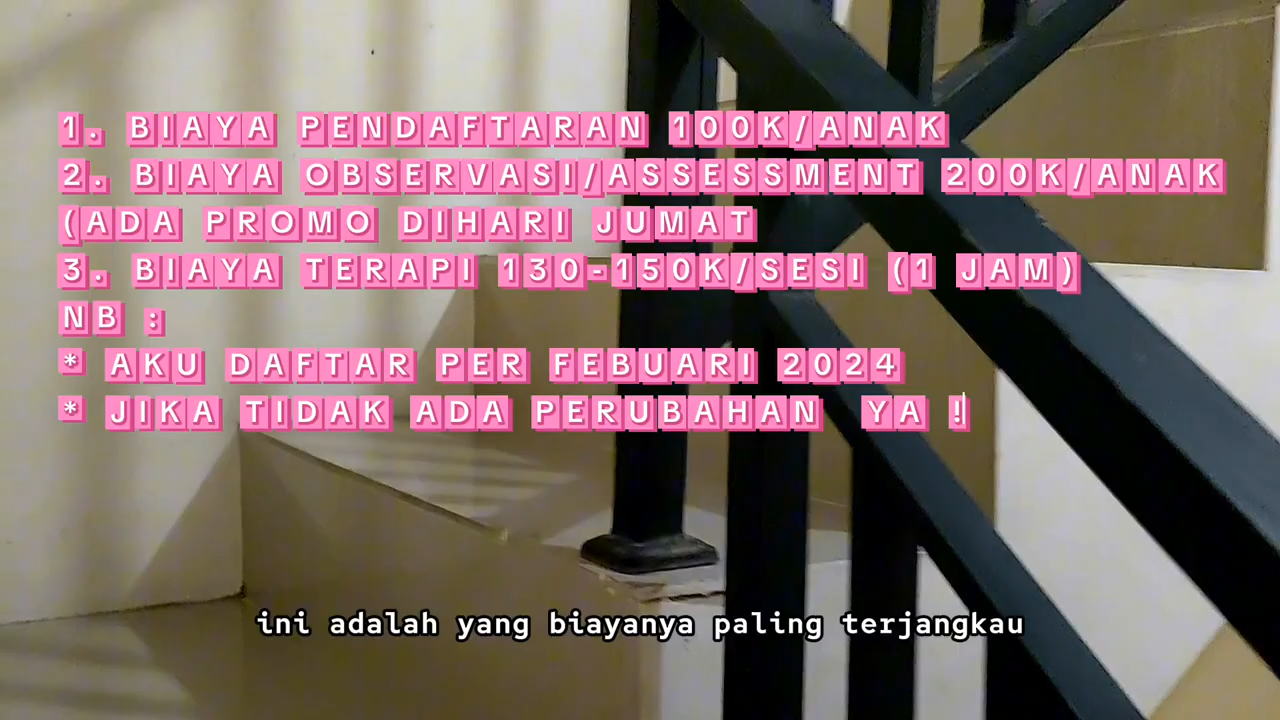 1. BIAYA PENDAFTARAN 100K/ANAK
2. BIAYA OBSERVASI/ASSESSMENT 200K/ANAK
(ADA PROMO DIHARI JUMAT
3. BIAYA TERAPI 130-150K/SESI (1 JAM)
NB :
* AKU DAFTAR PER FEBUARI 2024
* JIKA TIDAK ADA PERUBAHAN YA !
ini adalah yang biayanya paling terjangkau